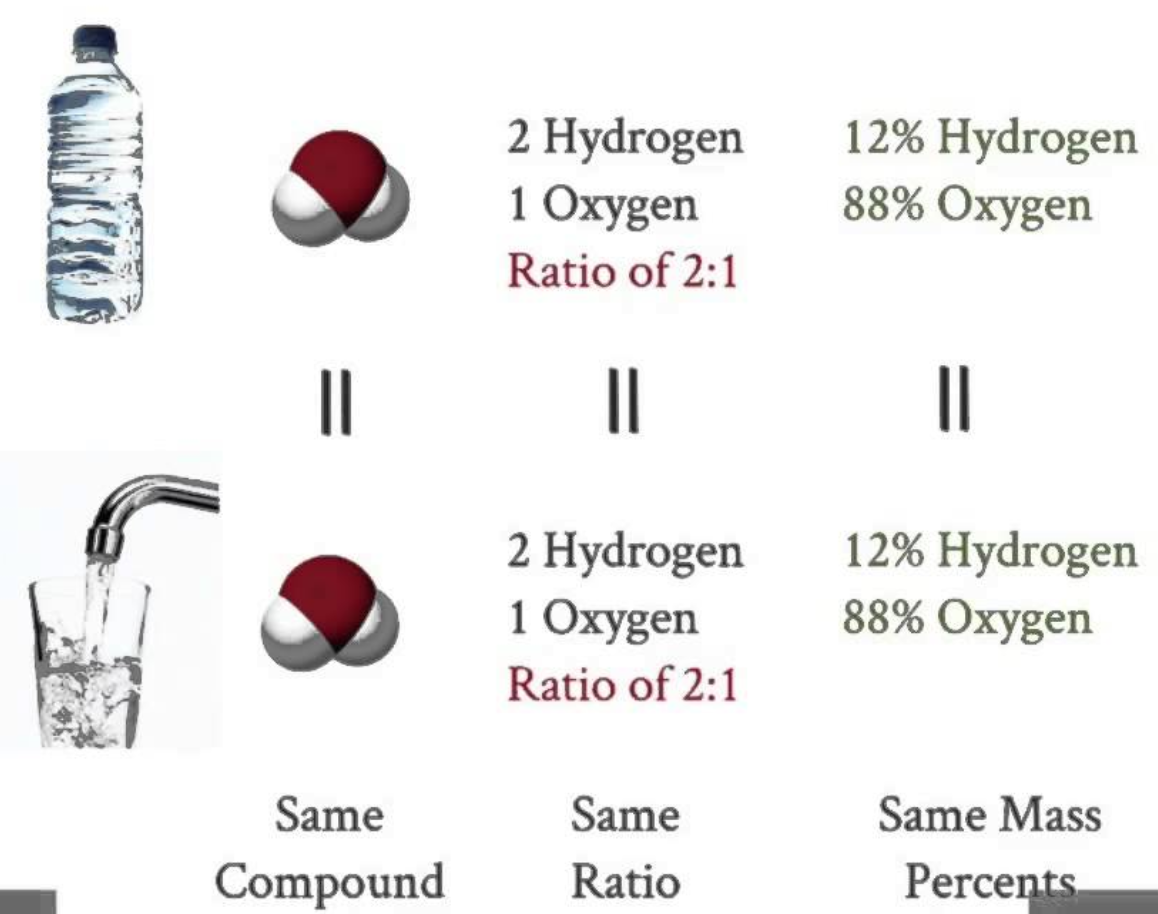 2 Hydrogen
1 Oxygen
Ratio of 2:1
12% Hydrogen
88% Oxygen
2 Hydrogen
1 Oxygen
Ratio of 2:1
12% Hydrogen
88% Oxygen
Same
Compound
Same
Ratio
Same Mass
Percents